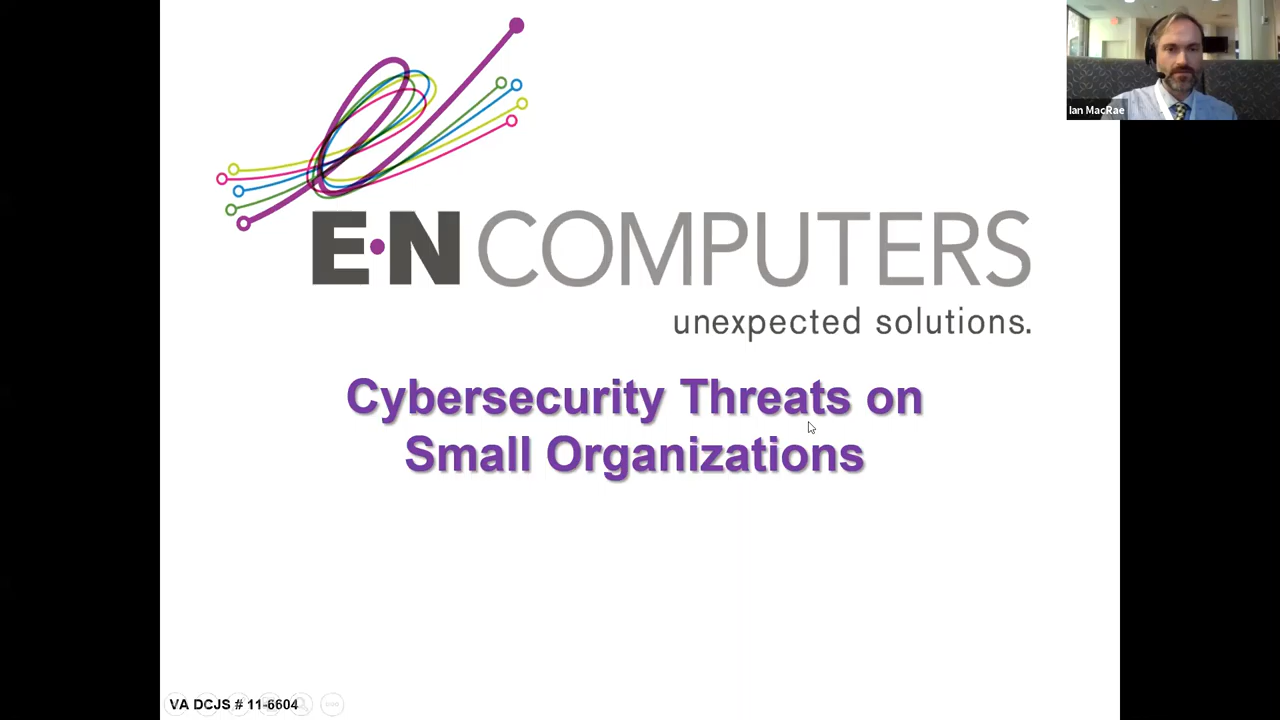 Ian MacRae
E·N COMPUTERS
unexpected solutions.
Cybersecurity Threats on
Small Organizations
VA DCJS # 11-6604